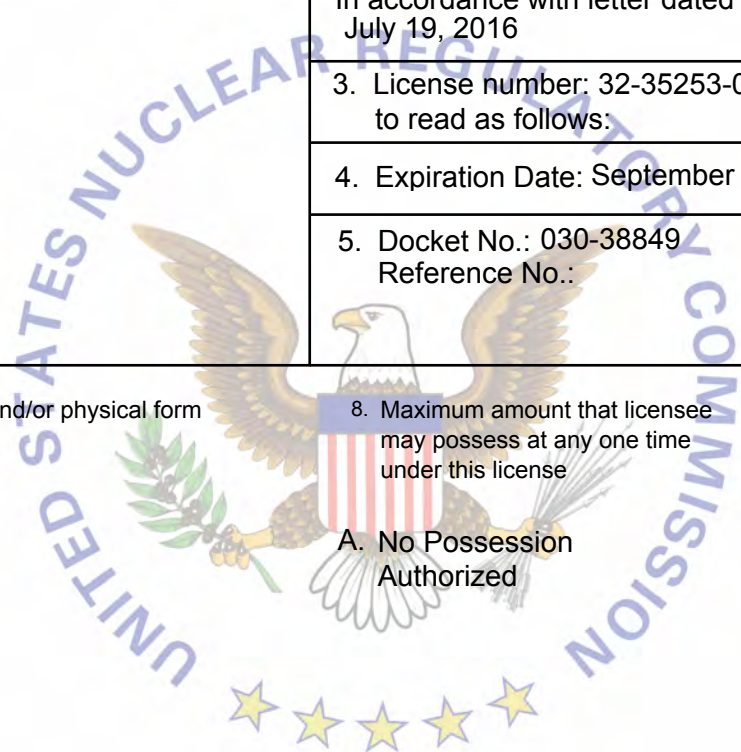 In accordance with letter dated
July 19, 2016
3. License number: 32-35253-0
to read as follows:
4. Expiration Date: September
5. Docket No.: 030-38849
Reference No.:
and/or physical form
8. Maximum amount that licensee
may possess at any one time
under this license
A. No Possession
Authorized
UNITED STATES NUCLEAR REGULATORY COMMISSION